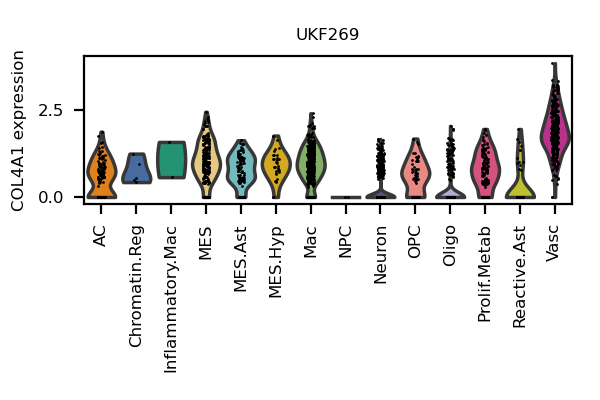 UKF269
COL4A1 expression
2.5
0.0
AC
Chromatin.Reg
Inflammatory.Mac
MES
MES.Ast
MES.Hyp
Mac
NPC
Neuron
OPC
Oligo
Prolif.Metab
Reactive.Ast
Vasc